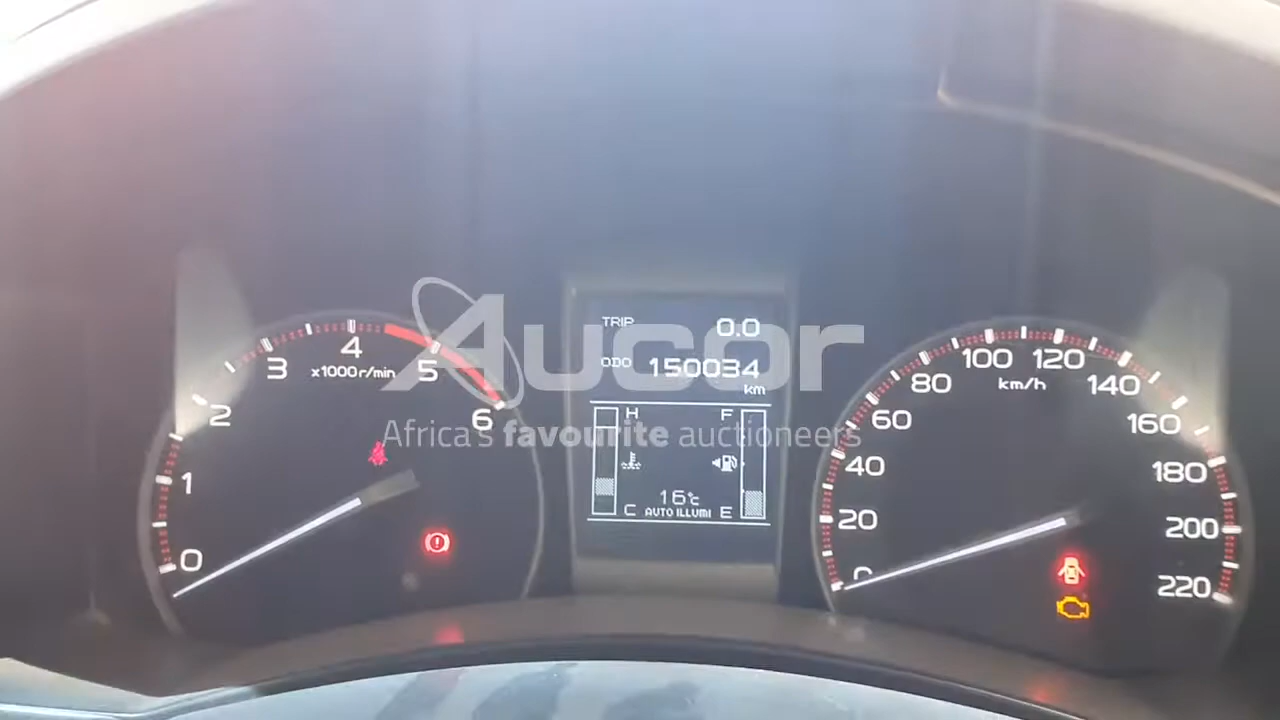 TRIP 0.0
ODO 150034
km
H F
16℃
C AUTO ILLUMI E
0
1
2
3
4
5
6
x1000r/min
0
20
40
60
80
100
120
140
160
180
200
220
km/h
Aucor
Africa's favourite auctioneers